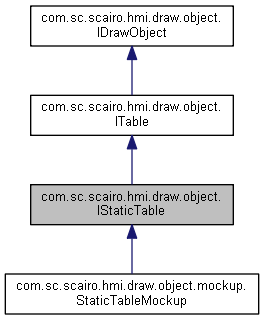 com.sc.scairo.hmi.draw.object.
IDrawObject
com.sc.scairo.hmi.draw.object.
ITable
com.sc.scairo.hmi.draw.object.
IStaticTable
com.sc.scairo.hmi.draw.object.mockup.
StaticTableMockup